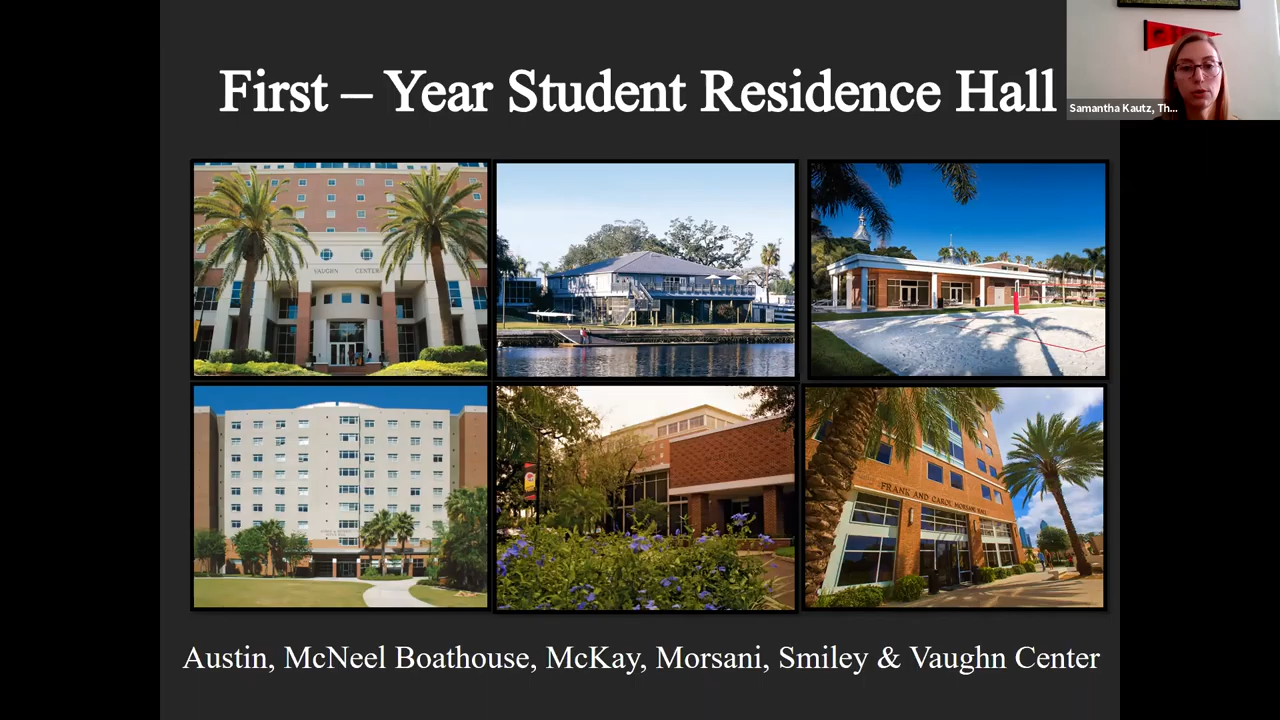 First – Year Student Residence Hall
Samantha Kautz, Th...
VAUGHN CENTER
FRANK AND CAROL MORSANI HALL
Austin, McNeel Boathouse, McKay, Morsani, Smiley & Vaughn Center